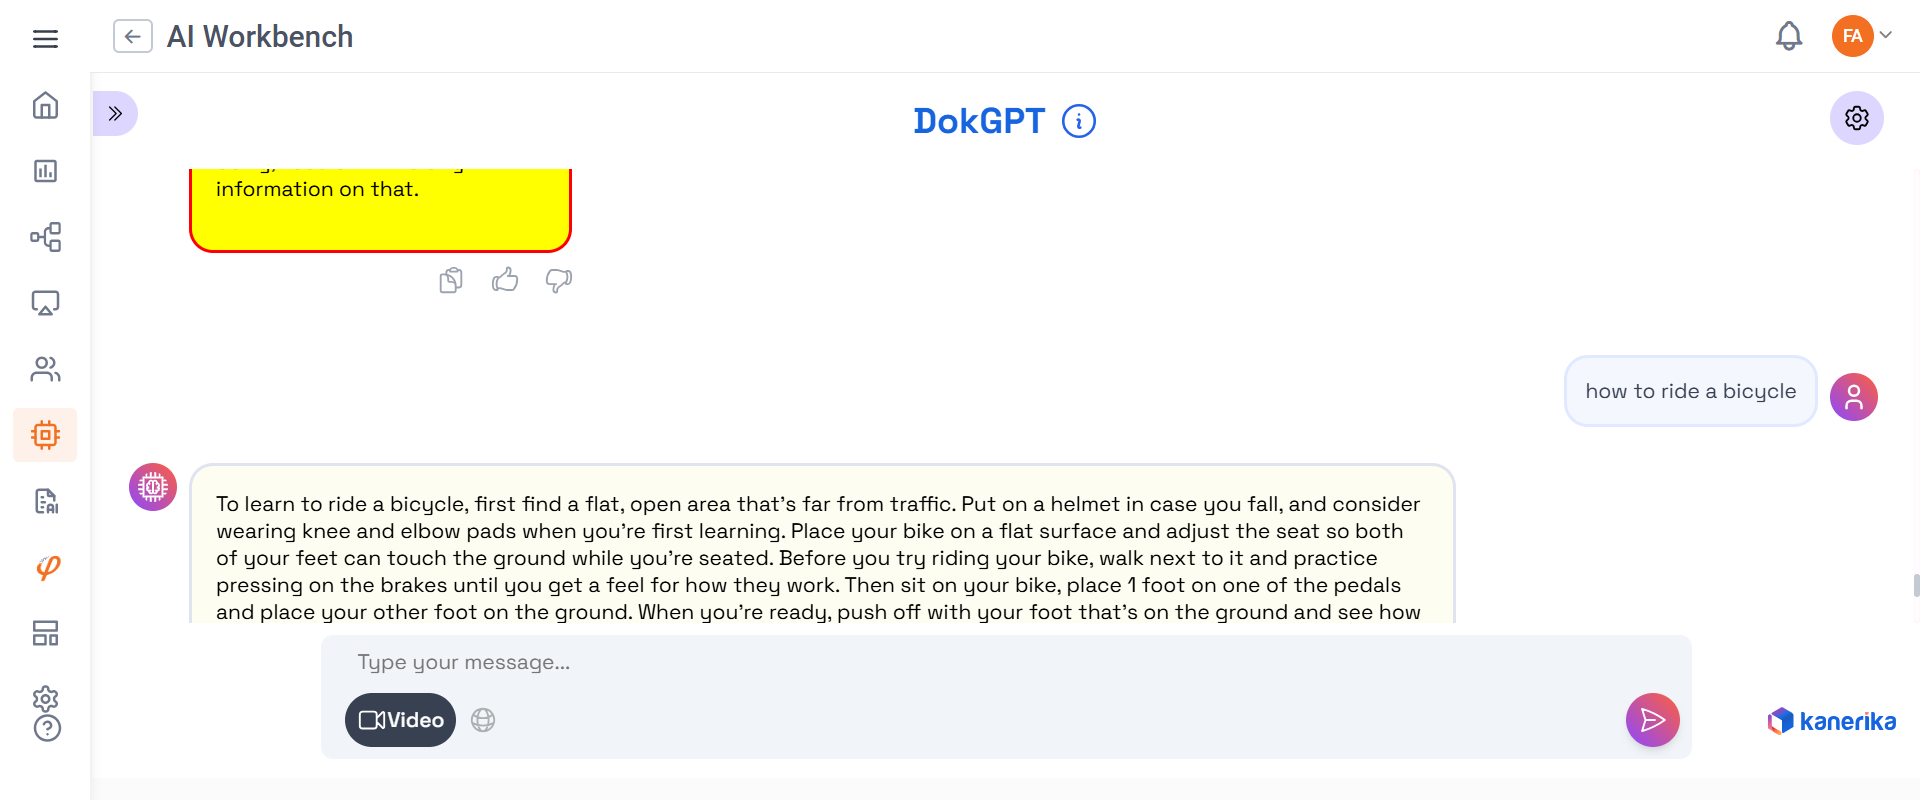 AI Workbench
FA
DokGPT
information on that.
how to ride a bicycle
To learn to ride a bicycle, first find a flat, open area that's far from traffic. Put on a helmet in case you fall, and consider
wearing knee and elbow pads when you're first learning. Place your bike on a flat surface and adjust the seat so both
of your feet can touch the ground while you're seated. Before you try riding your bike, walk next to it and practice
pressing on the brakes until you get a feel for how they work. Then sit on your bike, place 1 foot on one of the pedals
and place your other foot on the ground. When you're ready, push off with your foot that's on the ground and see how
Type your message...
Video
kanerika